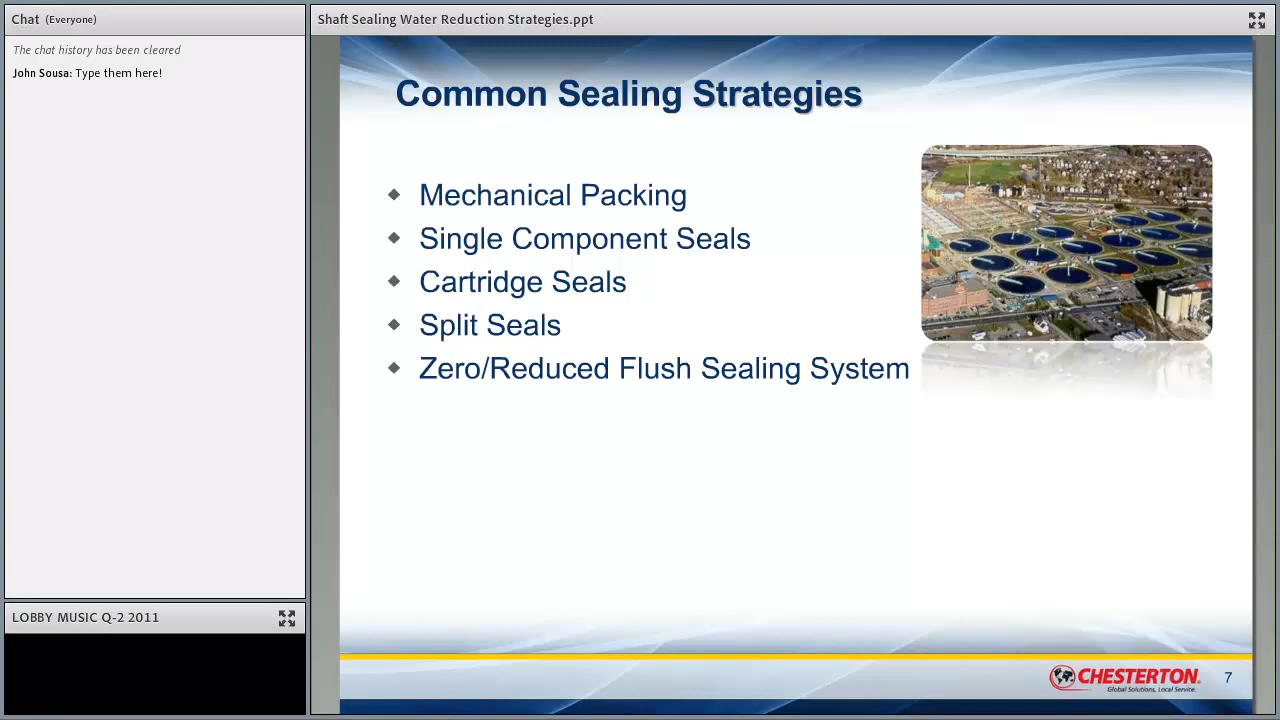 Chat (Everyone)
The chat history has been cleared
John Sousa: Type them here!
LOBBY MUSIC Q-2 2011
Shaft Sealing Water Reduction Strategies.ppt
Common Sealing Strategies
Mechanical Packing
Single Component Seals
Cartridge Seals
Split Seals
Zero/Reduced Flush Sealing System
CHESTERTON
Global Solutions, Local Service.
7